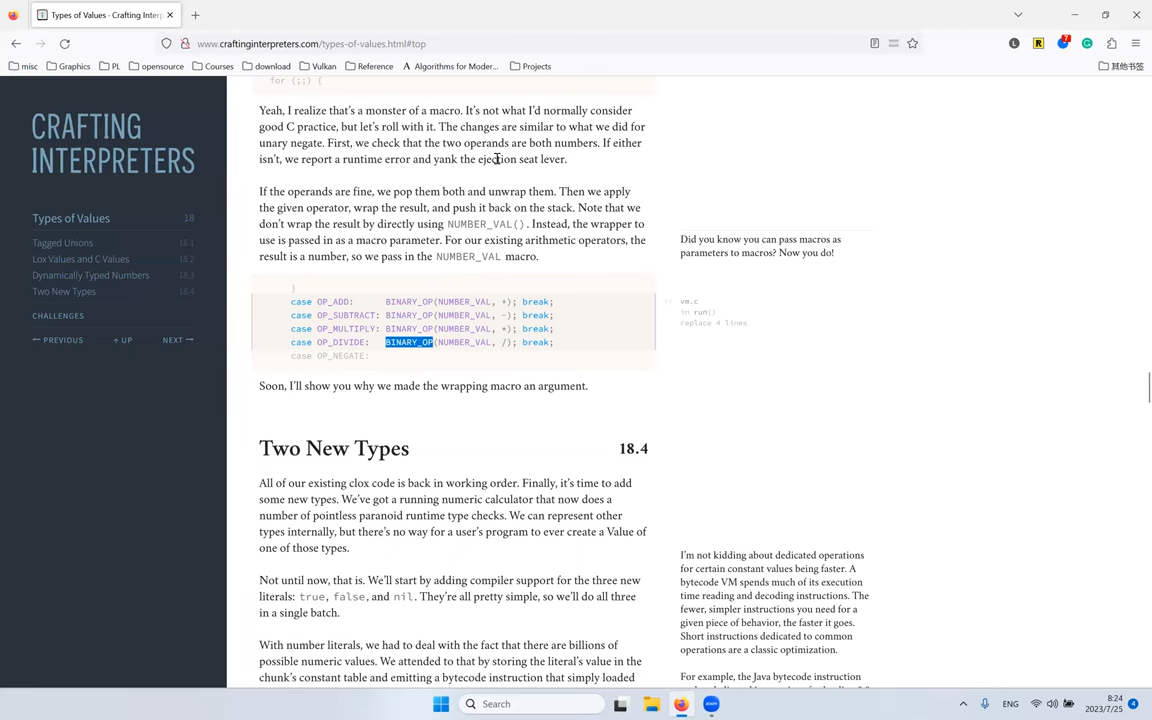 Types of Values - Crafting Interp
www.craftinginterpreters.com/types-of-values.html#top
7
misc
Graphics
PL
opensource
Courses
download
Vulkan
Reference
Algorithms for Moder...
Projects
其他书签
CRAFTING
INTERPRETERS
Types of Values 18
Tagged Unions 18.1
Lox Values and C Values 18.2
Dynamically Typed Numbers 18.3
Two New Types 18.4
CHALLENGES
← PREVIOUS ↑ UP NEXT →
for (;;) {
Yeah, I realize that's a monster of a macro. It's not what I'd normally consider
good C practice, but let's roll with it. The changes are similar to what we did for
unary negate. First, we check that the two operands are both numbers. If either
isn't, we report a runtime error and yank the ejection seat lever.
If the operands are fine, we pop them both and unwrap them. Then we apply
the given operator, wrap the result, and push it back on the stack. Note that we
don't wrap the result by directly using NUMBER_VAL(). Instead, the wrapper to
use is passed in as a macro parameter. For our existing arithmetic operators, the
result is a number, so we pass in the NUMBER_VAL macro.
Did you know you can pass macros as
parameters to macros? Now you do!
}
case OP_ADD: BINARY_OP(NUMBER_VAL, +); break;
case OP_SUBTRACT: BINARY_OP(NUMBER_VAL, -); break;
case OP_MULTIPLY: BINARY_OP(NUMBER_VAL, *); break;
case OP_DIVIDE: BINARY_OP(NUMBER_VAL, /); break;
case OP_NEGATE:
vm.c
in run()
replace 4 lines
Soon, I'll show you why we made the wrapping macro an argument.
Two New Types 18.4
All of our existing clox code is back in working order. Finally, it's time to add
some new types. We've got a running numeric calculator that now does a
number of pointless paranoid runtime type checks. We can represent other
types internally, but there's no way for a user's program to ever create a Value of
one of those types.
Not until now, that is. We'll start by adding compiler support for the three new
literals: true, false, and nil. They're all pretty simple, so we'll do all three
in a single batch.
With number literals, we had to deal with the fact that there are billions of
possible numeric values. We attended to that by storing the literal's value in the
chunk's constant table and emitting a bytecode instruction that simply loaded
I'm not kidding about dedicated operations
for certain constant values being faster. A
bytecode VM spends much of its execution
time reading and decoding instructions. The
fewer, simpler instructions you need for a
given piece of behavior, the faster it goes.
Short instructions dedicated to common
operations are a classic optimization.
For example, the Java bytecode instruction
Search
zoom
ENG
8:24
2023/7/25
4